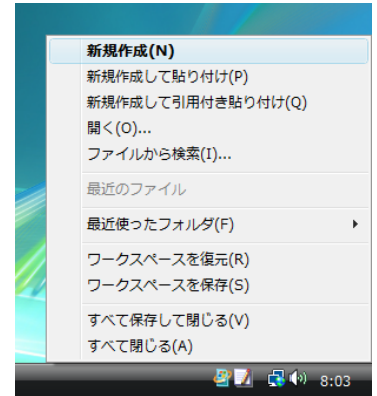 新規作成(N)
新規作成して貼り付け(P)
新規作成して引用付き貼り付け(Q)
開く(O)...
ファイルから検索(I)...
最近のファイル
最近使ったフォルダ(F)
ワークスペースを復元(R)
ワークスペースを保存(S)
すべて保存して閉じる(V)
すべて閉じる(A)
8:03